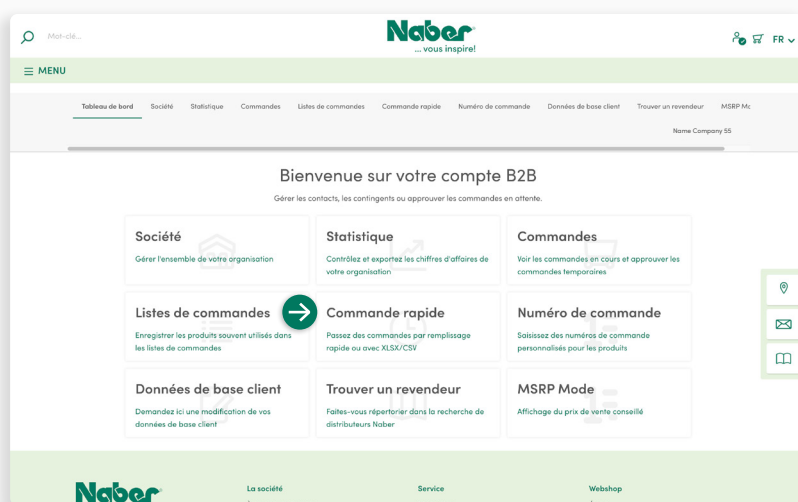 Mot-clé...
Naber
... vous inspire!
FR
MENU
Tableau de bord Société Statistique Commandes Listes de commandes Commande rapide Numéro de commande Données de base client Trouver un revendeur MSRP Mo
Name Company 55
Bienvenue sur votre compte B2B
Gérer les contacts, les contingents ou approuver les commandes en attente.
Société
Gérer l'ensemble de votre organisation
Statistique
Contrôlez et exportez les chiffres d'affaires de
votre organisation
Commandes
Voir les commandes en cours et approuver les
commandes temporaires
Listes de commandes
Enregistrer les produits souvent utilisés dans
les listes de commandes
Commande rapide
Passez des commandes par remplissage
rapide ou avec XLSX/CSV
Numéro de commande
Saisissez des numéros de commande
personnalisés pour les produits
Données de base client
Demandez ici une modification de vos
données de base client
Trouver un revendeur
Faites-vous répertorier dans la recherche de
distributeurs Naber
MSRP Mode
Affichage du prix de vente conseillé
Naber
La société
Service
Webshop